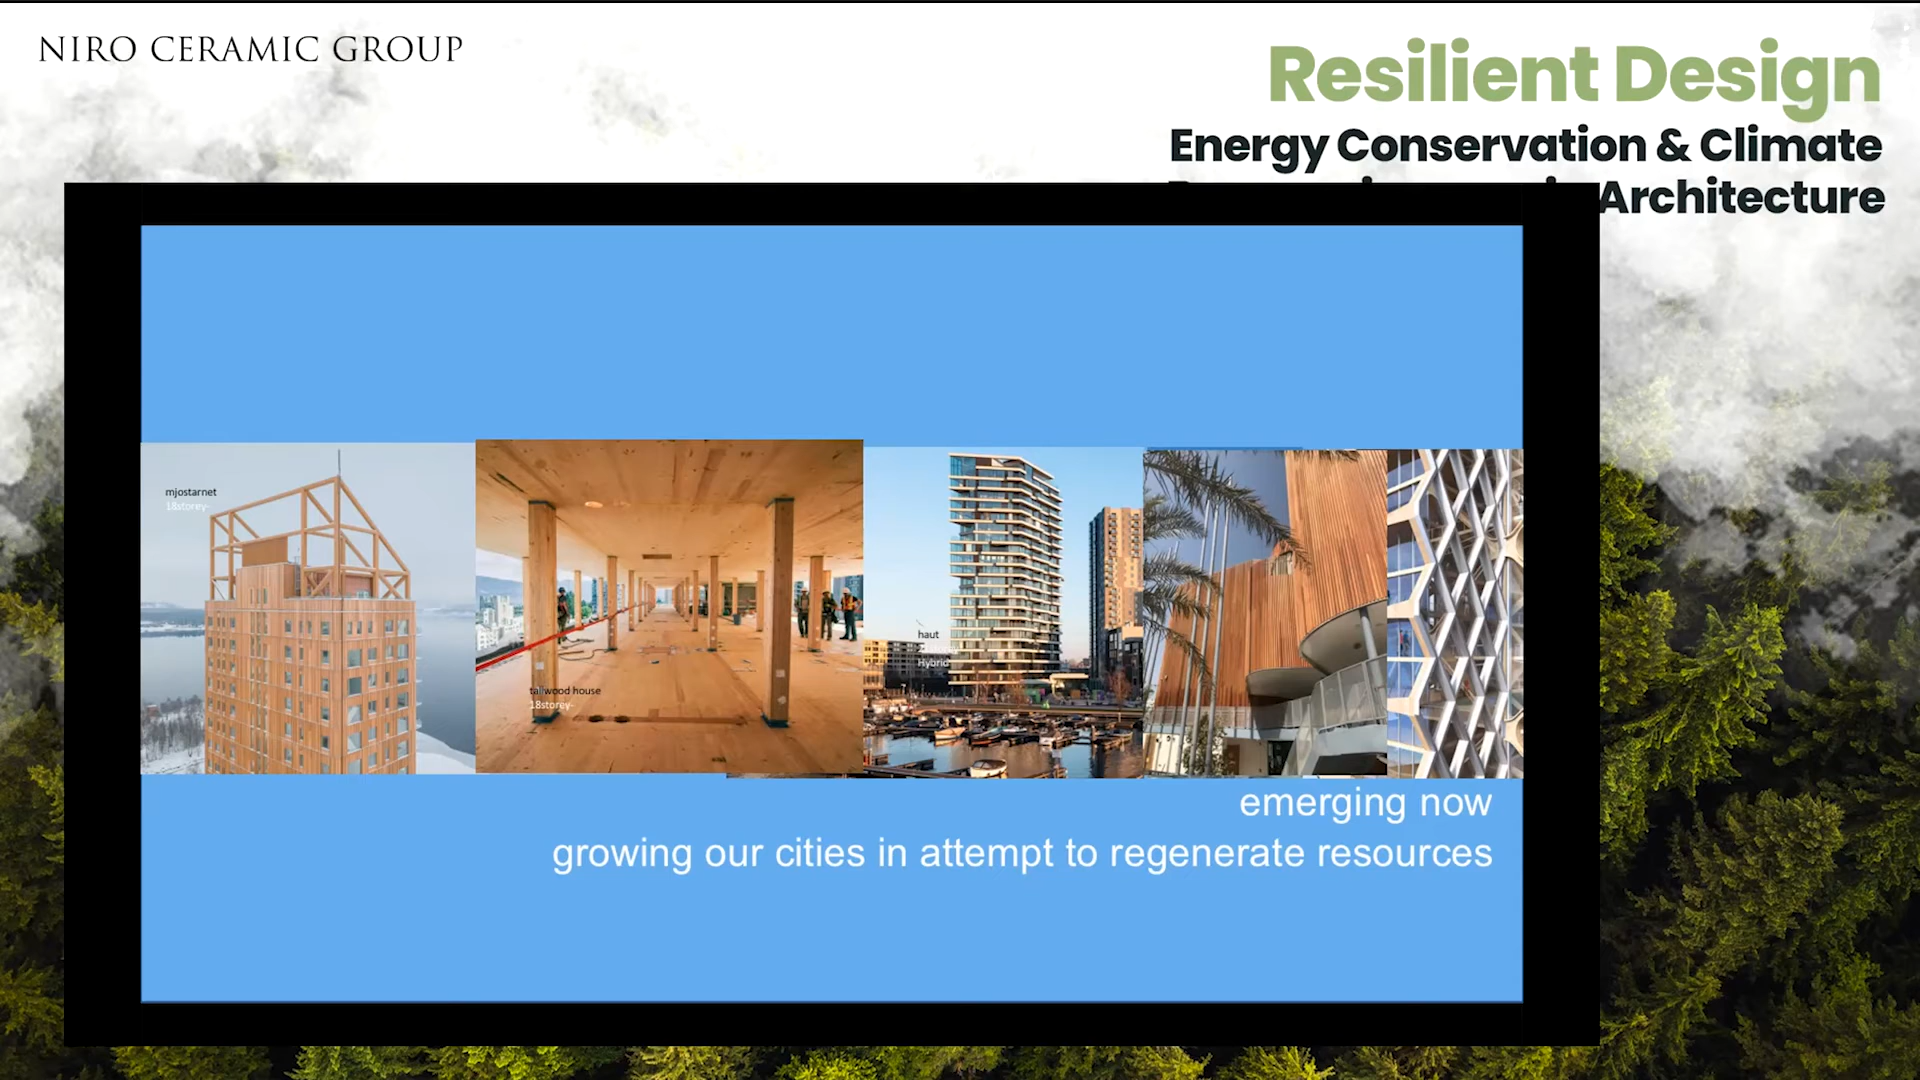 NIRO CERAMIC GROUP
Resilient Design
Energy Conservation & Climate
Architecture
mjostarnet
18storey-
tallwood house
18storey-
haut
Hybrid
emerging now
growing our cities in attempt to regenerate resources